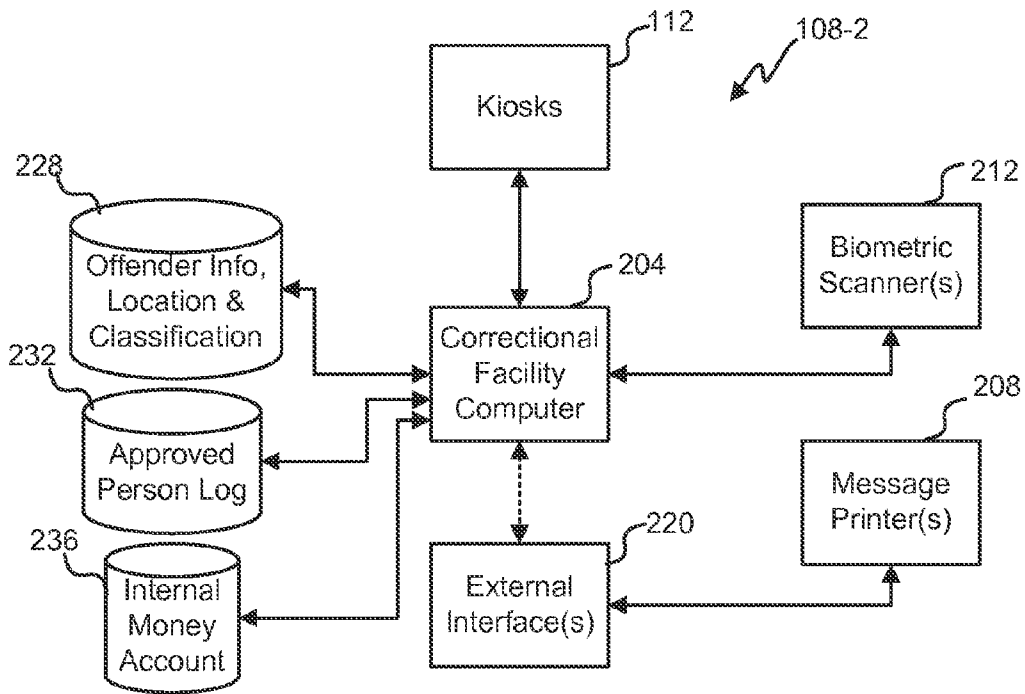 112
108-2
Kiosks
228
212
Offender Info,
Location &
Classification
204
Biometric
Scanner(s)
Correctional
Facility
Computer
232
Approved
Person Log
208
Message
Printer(s)
236
Internal
Money
Account
220
External
Interface(s)